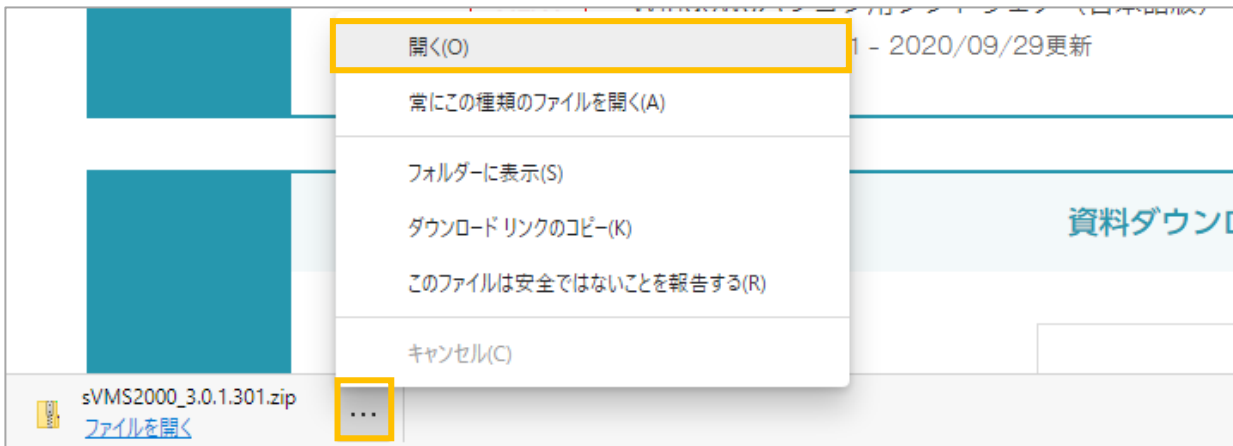 開く(O)
1 - 2020/09/29更新
常にこの種類のファイルを開く(A)
フォルダーに表示(S)
ダウンロード リンクのコピー(K)
資料ダウン
このファイルは安全ではないことを報告する(R)
キャンセル(C)
sVMS2000_3.0.1.301.zip
ファイルを開く
...